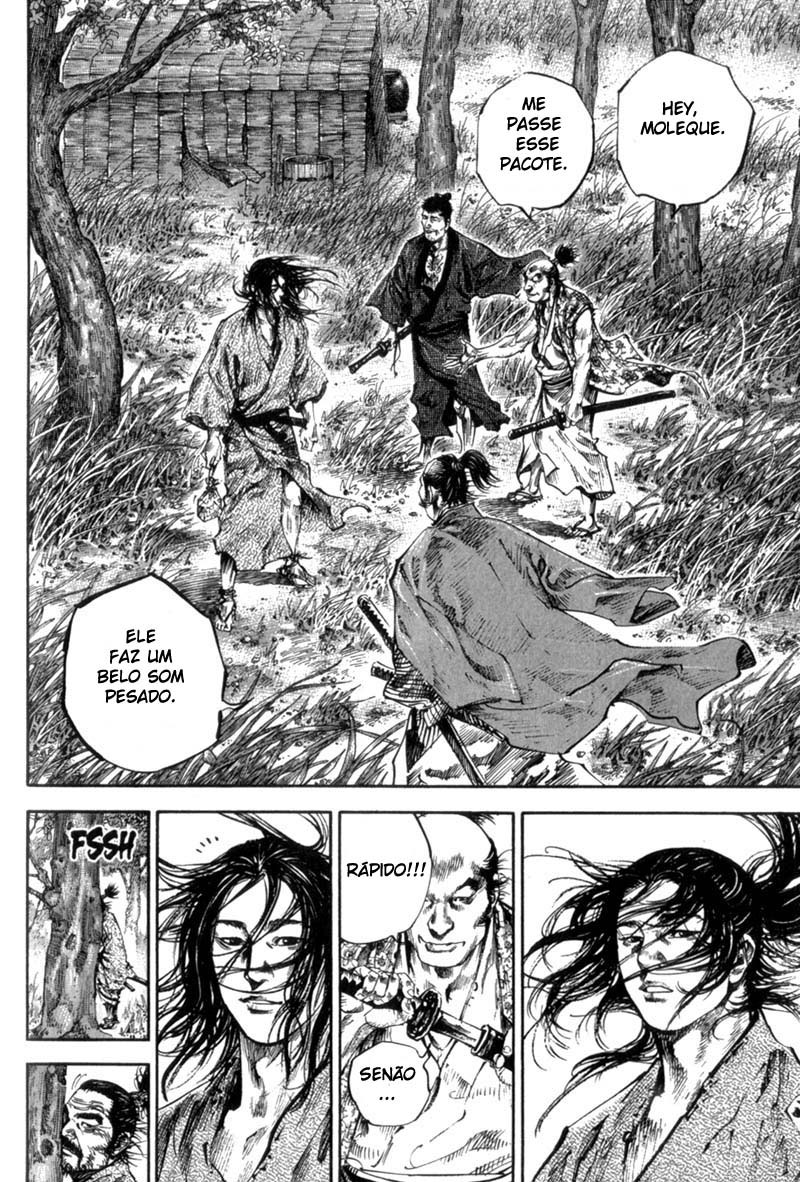 HEY,
MOLEQUE.
ME
PASSE
ESSE
PACOTE.
ELE
FAZ UM
BELO SOM
PESADO.
RÁPIDO!!!
SENÃO
...
FSSH